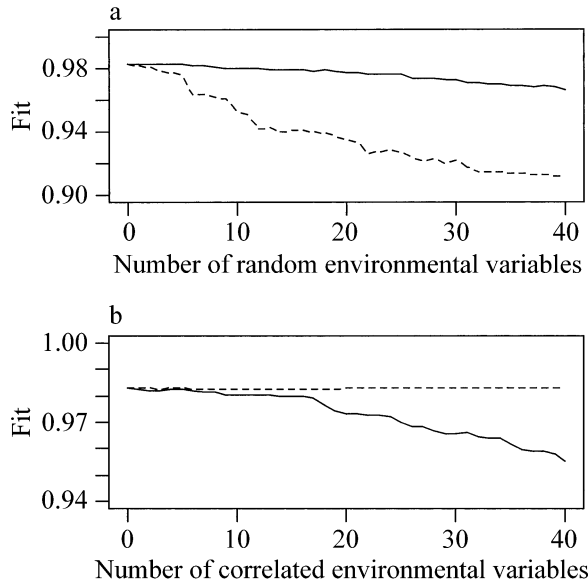 a
0.98
0.94
0.90
Fit
0 10 20 30 40
Number of random environmental variables
b
1.00
0.97
0.94
Fit
0 10 20 30 40
Number of correlated environmental variables